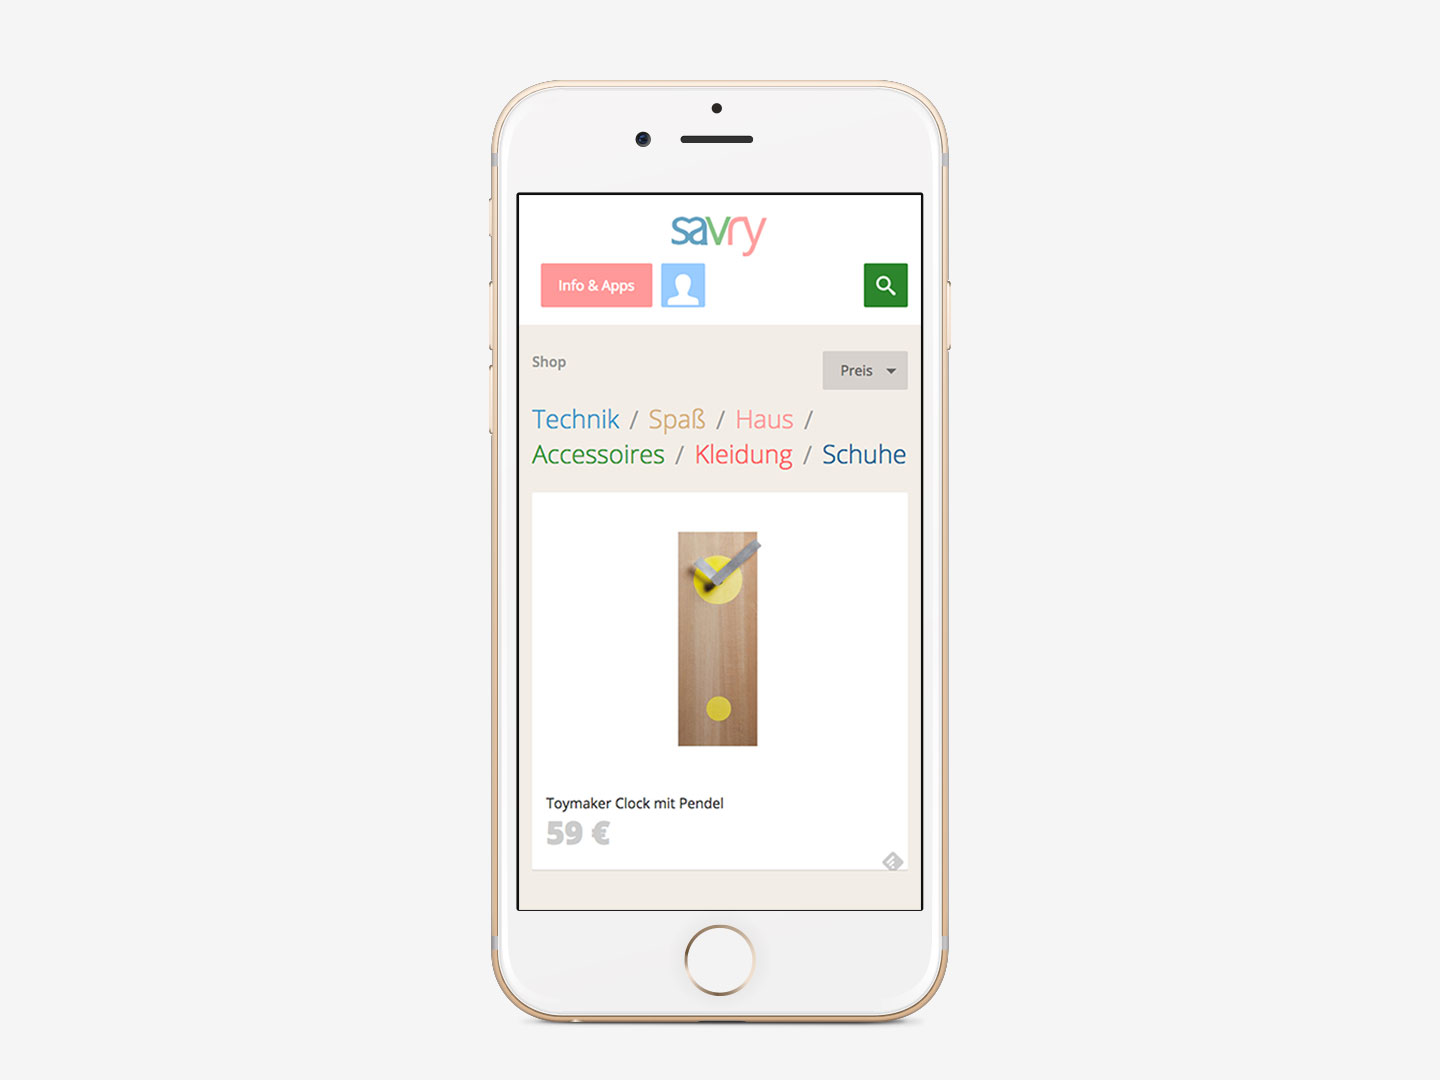 savry
Info & Apps
Shop
Preis
Technik / Spaß / Haus /
Accessoires / Kleidung / Schuhe
Toymaker Clock mit Pendel
59 €